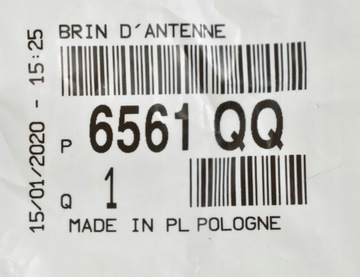 BRIN D´ANTENNE
P 6561 QQ
Q 1
MADE IN PL POLOGNE
15/01/2020 - 15:25